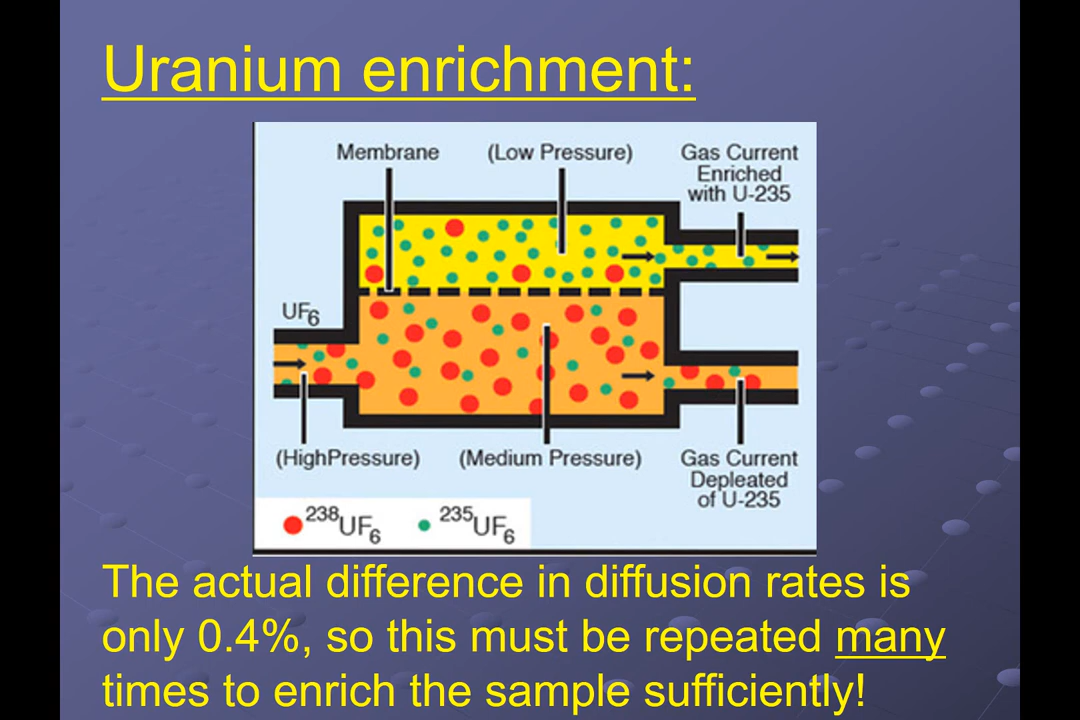 Uranium enrichment:
Membrane (Low Pressure) Gas Current
Enriched
with U-235
UF6
(HighPressure) (Medium Pressure) Gas Current
Depleated
of U-235
238UF6 235UF6
The actual difference in diffusion rates is
only 0.4%, so this must be repeated many
times to enrich the sample sufficiently!